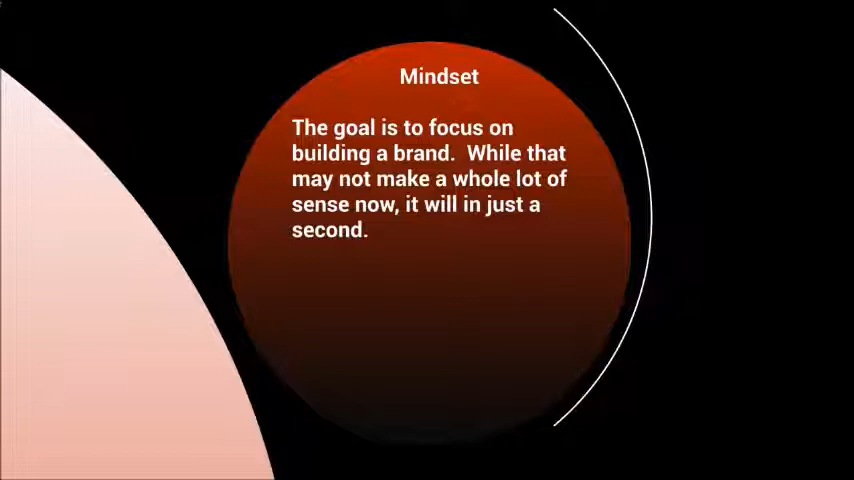 Mindset
The goal is to focus on
building a brand.  While that
may not make a whole lot of
sense now, it will in just a
second.